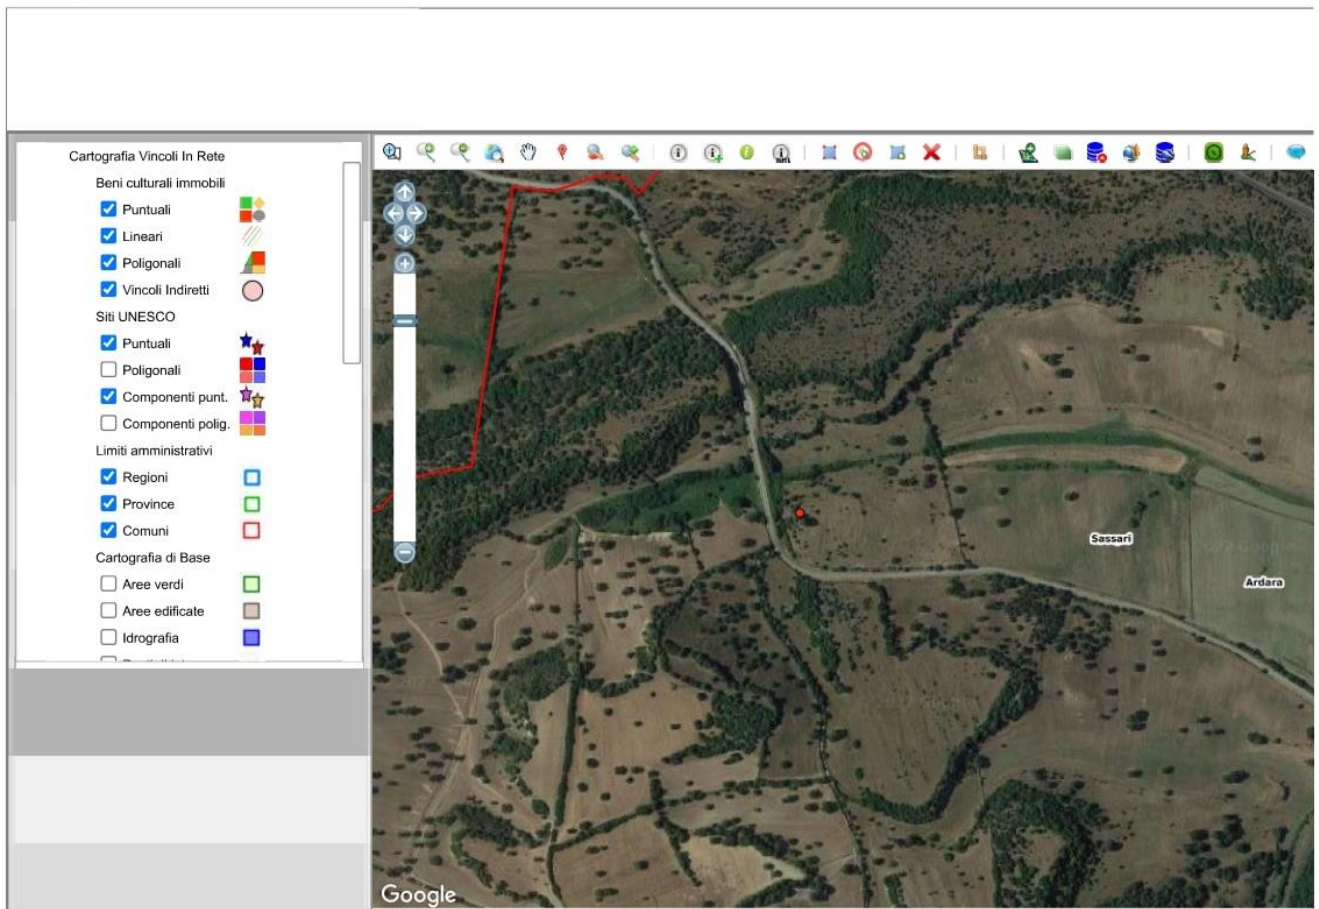 Cartografia Vincoli In Rete
Beni culturali immobili
Puntuali
Lineari
Poligonali
Vincoli Indiretti
Siti UNESCO
Puntuali
Poligonali
Componenti punt.
Componenti polig.
Limiti amministrativi
Regioni
Province
Comuni
Cartografia di Base
Aree verdi
Aree edificate
Idrografia
Sassari
Ardara
Google